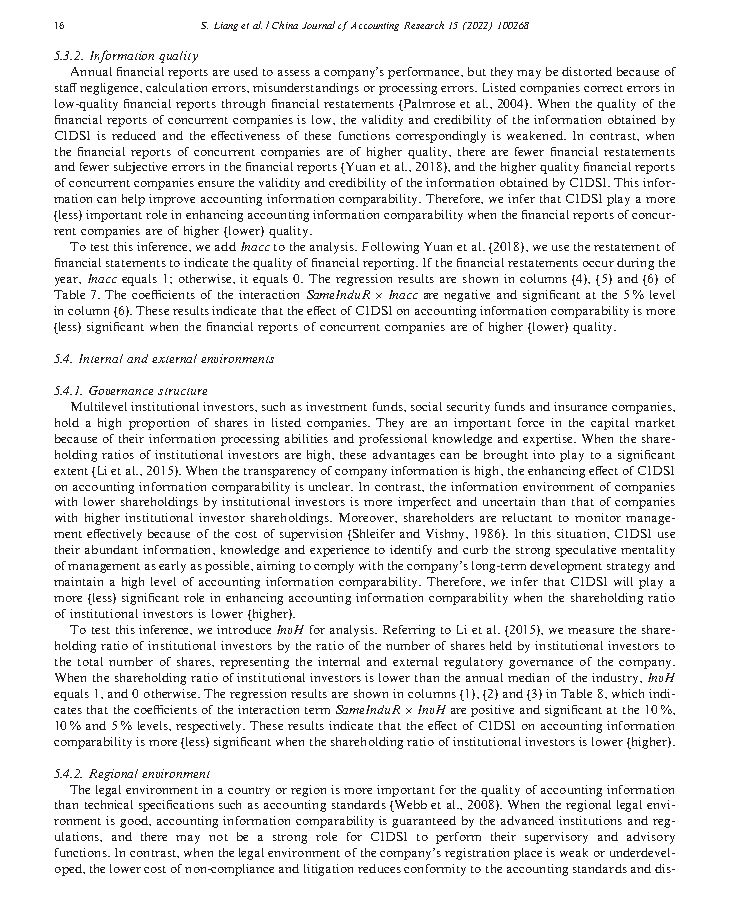 16
S. Liang et al. / China Journal of Accounting Research 15 (2022) 100268
5.3.2. Information quality
Annual financial reports are used to assess a company's performance, but they may be distorted because of
staff negligence, calculation errors, misunderstandings or processing errors. Listed companies correct errors in
low-quality financial reports through financial restatements (Palmrose et al., 2004). When the quality of the
financial reports of concurrent companies is low, the validity and credibility of the information obtained by
CIDSI is reduced and the effectiveness of these functions correspondingly is weakened. In contrast, when
the financial reports of concurrent companies are of higher quality, there are fewer financial restatements
and fewer subjective errors in the financial reports (Yuan et al., 2018), and the higher quality financial reports
of concurrent companies ensure the validity and credibility of the information obtained by CIDSI. This infor-
mation can help improve accounting information comparability. Therefore, we infer that CIDSI play a more
(less) important role in enhancing accounting information comparability when the financial reports of concur-
rent companies are of higher (lower) quality.
To test this inference, we add Inacc to the analysis. Following Yuan et al. (2018), we use the restatement of
financial statements to indicate the quality of financial reporting. If the financial restatements occur during the
year, Inacc equals 1; otherwise, it equals 0. The regression results are shown in columns (4), (5) and (6) of
Table 7. The coefficients of the interaction SameInduR × Inacc are negative and significant at the 5 % level
in column (6). These results indicate that the effect of CIDSI on accounting information comparability is more
(less) significant when the financial reports of concurrent companies are of higher (lower) quality.
5.4. Internal and external environments
5.4.1. Governance structure
Multilevel institutional investors, such as investment funds, social security funds and insurance companies,
hold a high proportion of shares in listed companies. They are an important force in the capital market
because of their information processing abilities and professional knowledge and expertise. When the share-
holding ratios of institutional investors are high, these advantages can be brought into play to a significant
extent (Li et al., 2015). When the transparency of company information is high, the enhancing effect of CIDSI
on accounting information comparability is unclear. In contrast, the information environment of companies
with lower shareholdings by institutional investors is more imperfect and uncertain than that of companies
with higher institutional investor shareholdings. Moreover, shareholders are reluctant to monitor manage-
ment effectively because of the cost of supervision (Shleifer and Vishny, 1986). In this situation, CIDSI use
their abundant information, knowledge and experience to identify and curb the strong speculative mentality
of management as early as possible, aiming to comply with the company's long-term development strategy and
maintain a high level of accounting information comparability. Therefore, we infer that CIDSI will play a
more (less) significant role in enhancing accounting information comparability when the shareholding ratio
of institutional investors is lower (higher).
To test this inference, we introduce InvH for analysis. Referring to Li et al. (2015), we measure the share-
holding ratio of institutional investors by the ratio of the number of shares held by institutional investors to
the total number of shares, representing the internal and external regulatory governance of the company.
When the shareholding ratio of institutional investors is lower than the annual median of the industry, InvH
equals 1, and 0 otherwise. The regression results are shown in columns (1), (2) and (3) in Table 8, which indi-
cates that the coefficients of the interaction term SameInduR × InvH are positive and significant at the 10 %,
10 % and 5 % levels, respectively. These results indicate that the effect of CIDSI on accounting information
comparability is more (less) significant when the shareholding ratio of institutional investors is lower (higher).
5.4.2. Regional environment
The legal environment in a country or region is more important for the quality of accounting information
than technical specifications such as accounting standards (Webb et al., 2008). When the regional legal envi-
ronment is good, accounting information comparability is guaranteed by the advanced institutions and reg-
ulations, and there may not be a strong role for CIDSI to perform their supervisory and advisory
functions. In contrast, when the legal environment of the company's registration place is weak or underdevel-
oped, the lower cost of non-compliance and litigation reduces conformity to the accounting standards and dis-